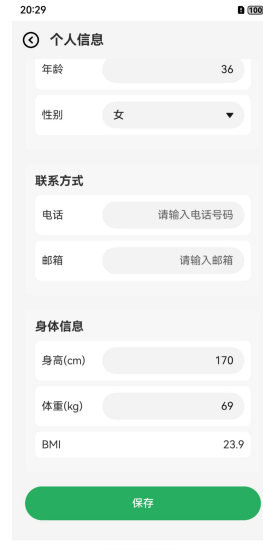 20:29
100
个人信息
年龄 36
性别 女
联系方式
电话 请输入电话号码
邮箱 请输入邮箱
身体信息
身高(cm) 170
体重(kg) 69
BMI 23.9
保存